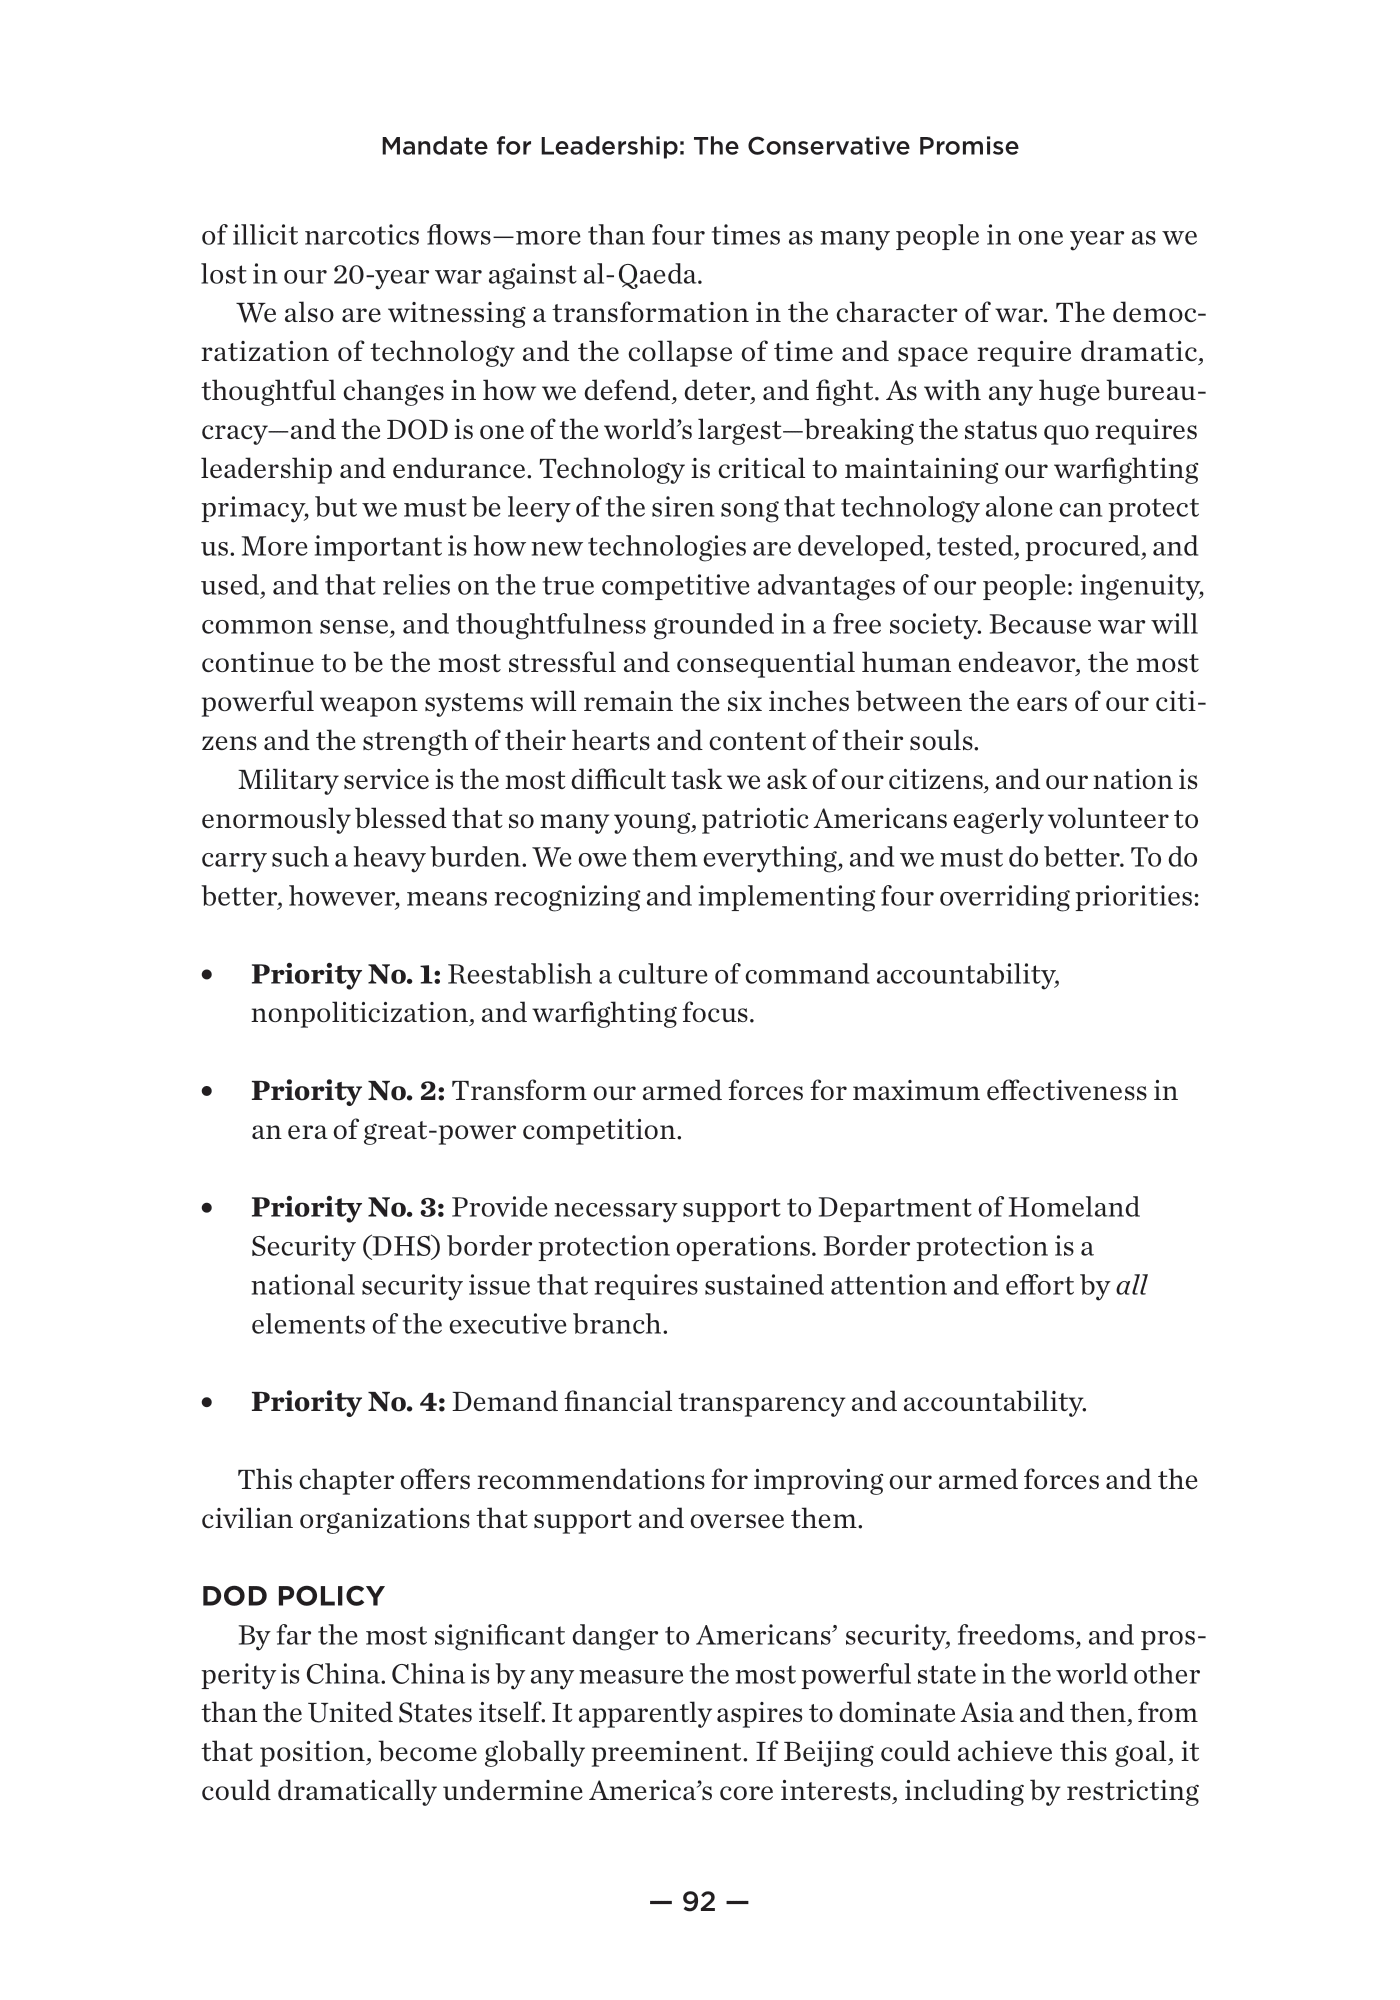 Mandate for Leadership: The Conservative Promise
of illicit narcotics flows—more than four times as many people in one year as we
lost in our 20-year war against al-Qaeda.
We also are witnessing a transformation in the character of war. The democ-
ratization of technology and the collapse of time and space require dramatic,
thoughtful changes in how we defend, deter, and fight. As with any huge bureau-
cracy—and the DOD is one of the world’s largest—breaking the status quo requires
leadership and endurance. Technology is critical to maintaining our warfighting
primacy, but we must be leery of the siren song that technology alone can protect
us. More important is how new technologies are developed, tested, procured, and
used, and that relies on the true competitive advantages of our people: ingenuity,
common sense, and thoughtfulness grounded in a free society. Because war will
continue to be the most stressful and consequential human endeavor, the most
powerful weapon systems will remain the six inches between the ears of our citi-
zens and the strength of their hearts and content of their souls.
Military service is the most difficult task we ask of our citizens, and our nation is
enormously blessed that so many young, patriotic Americans eagerly volunteer to
carry such a heavy burden. We owe them everything, and we must do better. To do
better, however, means recognizing and implementing four overriding priorities:
• Priority No. 1: Reestablish a culture of command accountability,
nonpoliticization, and warfighting focus.
• Priority No. 2: Transform our armed forces for maximum effectiveness in
an era of great-power competition.
• Priority No. 3: Provide necessary support to Department of Homeland
Security (DHS) border protection operations. Border protection is a
national security issue that requires sustained attention and effort by all
elements of the executive branch.
• Priority No. 4: Demand financial transparency and accountability.
This chapter offers recommendations for improving our armed forces and the
civilian organizations that support and oversee them.
DOD POLICY
By far the most significant danger to Americans’ security, freedoms, and pros-
perity is China. China is by any measure the most powerful state in the world other
than the United States itself. It apparently aspires to dominate Asia and then, from
that position, become globally preeminent. If Beijing could achieve this goal, it
could dramatically undermine America’s core interests, including by restricting
— 92 —